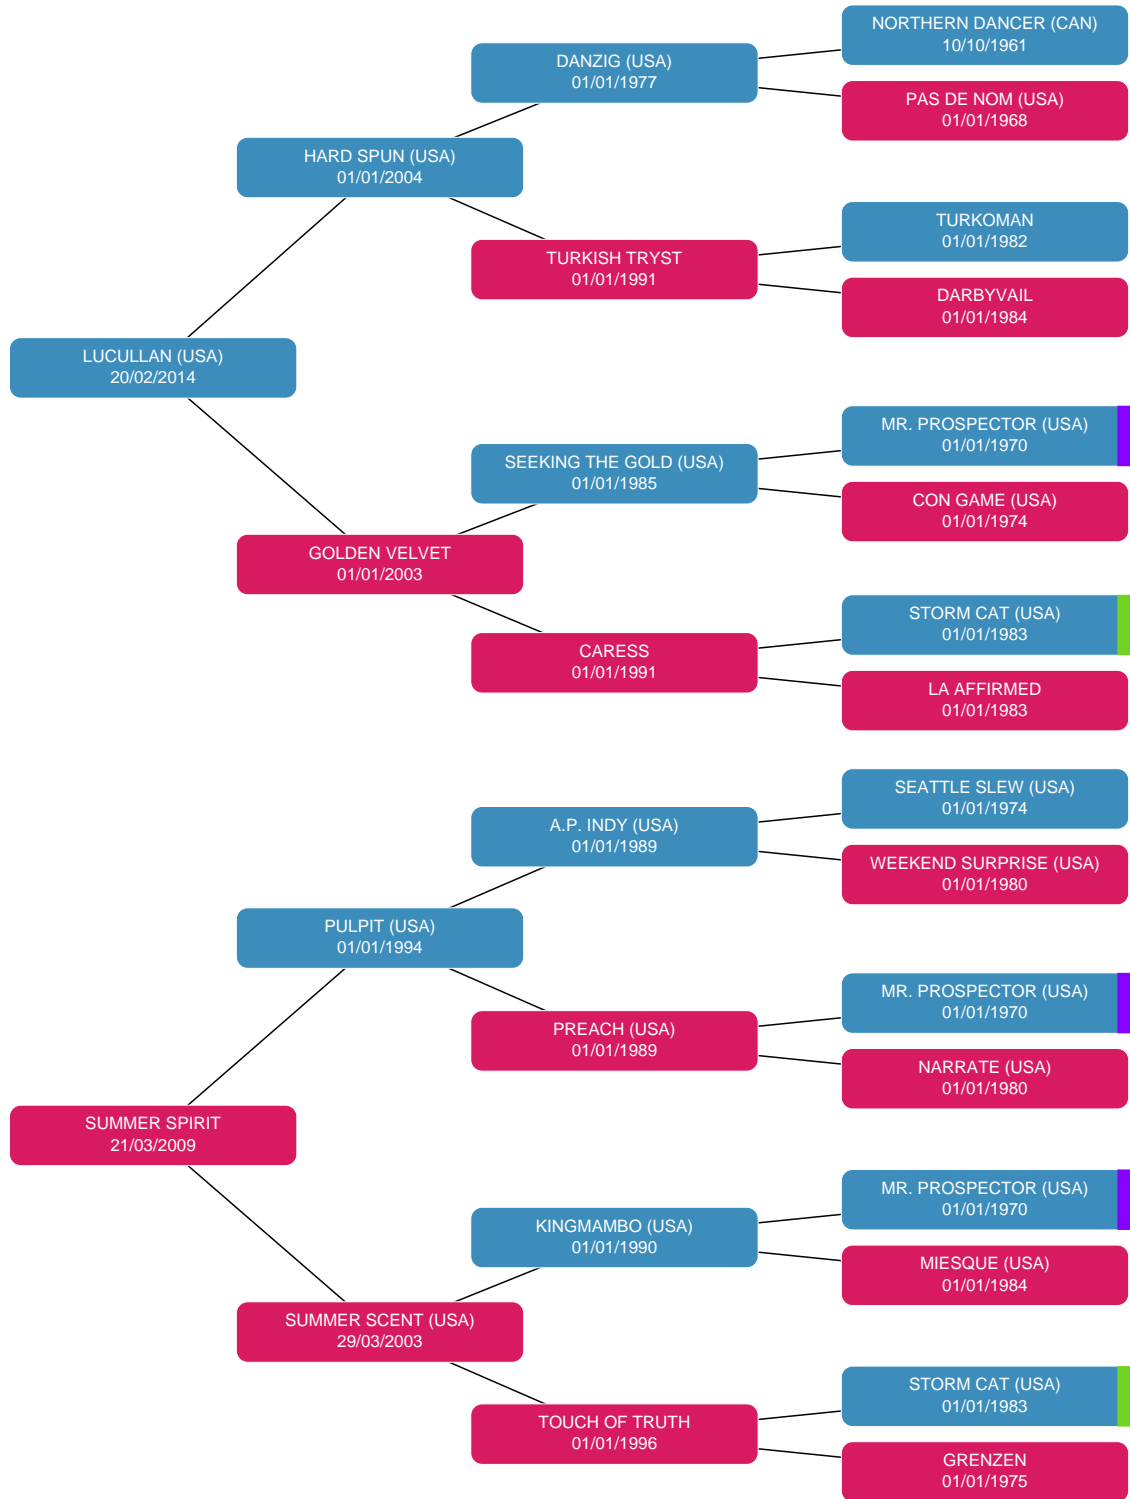 NORTHERN DANCER (CAN)
10/10/1961
DANZIG (USA)
01/01/1977
PAS DE NOM (USA)
01/01/1968
HARD SPUN (USA)
01/01/2004
TURKOMAN
01/01/1982
TURKISH TRYST
01/01/1991
DARBYVAIL
01/01/1984
LUCULLAN (USA)
20/02/2014
MR. PROSPECTOR (USA)
01/01/1970
SEEKING THE GOLD (USA)
01/01/1985
CON GAME (USA)
01/01/1974
GOLDEN VELVET
01/01/2003
STORM CAT (USA)
01/01/1983
CARESS
01/01/1991
LA AFFIRMED
01/01/1983
SEATTLE SLEW (USA)
01/01/1974
A.P. INDY (USA)
01/01/1989
WEEKEND SURPRISE (USA)
01/01/1980
PULPIT (USA)
01/01/1994
MR. PROSPECTOR (USA)
01/01/1970
PREACH (USA)
01/01/1989
NARRATE (USA)
01/01/1980
SUMMER SPIRIT
21/03/2009
MR. PROSPECTOR (USA)
01/01/1970
KINGMAMBO (USA)
01/01/1990
MIESQUE (USA)
01/01/1984
SUMMER SCENT (USA)
29/03/2003
STORM CAT (USA)
01/01/1983
TOUCH OF TRUTH
01/01/1996
GRENZEN
01/01/1975